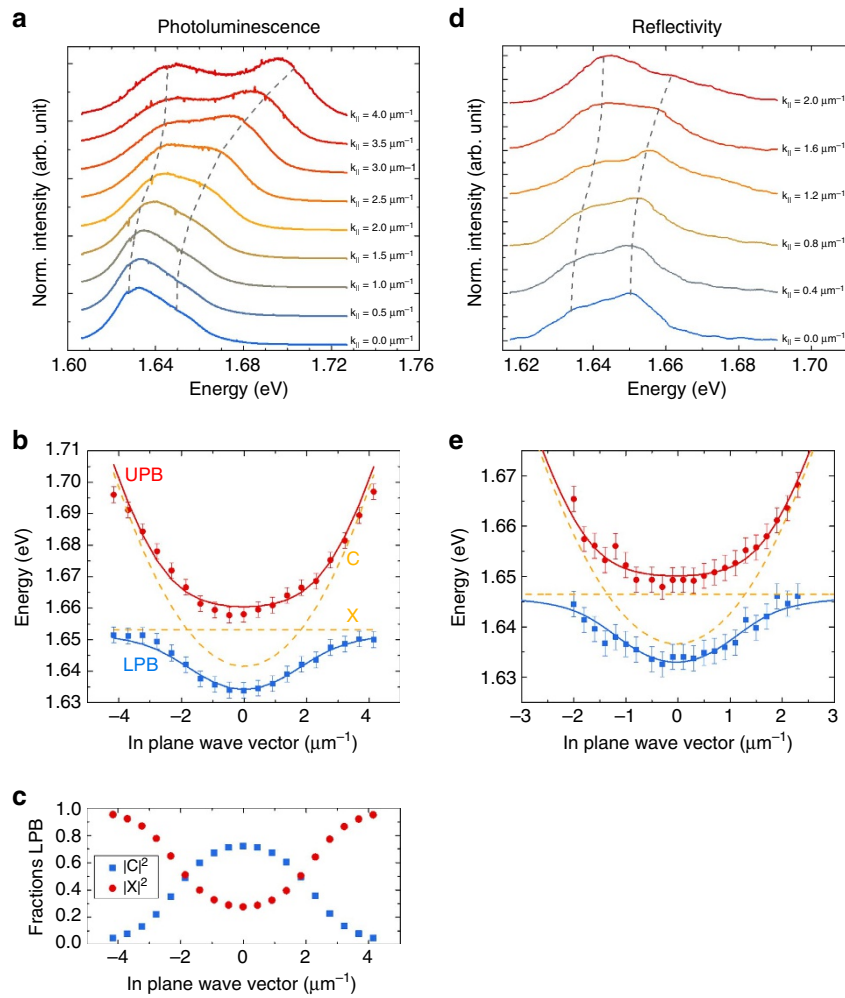 a
Photoluminescence
Norm. intensity (arb. unit)
k|| = 4.0 µm⁻¹
k|| = 3.5 µm⁻¹
k|| = 3.0 µm–1
k|| = 2.5 µm⁻¹
k|| = 2.0 µm⁻¹
k|| = 1.5 µm⁻¹
k|| = 1.0 µm⁻¹
k|| = 0.5 µm⁻¹
k|| = 0.0 µm⁻¹
1.60 1.64 1.68 1.72 1.76
Energy (eV)
d
Reflectivity
Norm. intensity (arb. unit)
k|| = 2.0 µm⁻¹
k|| = 1.6 µm⁻¹
k|| = 1.2 µm⁻¹
k|| = 0.8 µm⁻¹
k|| = 0.4 µm⁻¹
k|| = 0.0 µm⁻¹
1.62 1.64 1.66 1.68 1.70
Energy (eV)
b
Energy (eV)
1.71
1.70
1.69
1.68
1.67
1.66
1.65
1.64
1.63
UPB
C
X
LPB
−4 −2 0 2 4
In plane wave vector (µm⁻¹)
e
Energy (eV)
1.67
1.66
1.65
1.64
1.63
−3 −2 −1 0 1 2 3
In plane wave vector (µm⁻¹)
c
Fractions LPB
1.0
0.8
0.6
0.4
0.2
0.0
|C|²
|X|²
−4 −2 0 2 4
In plane wave vector (µm⁻¹)